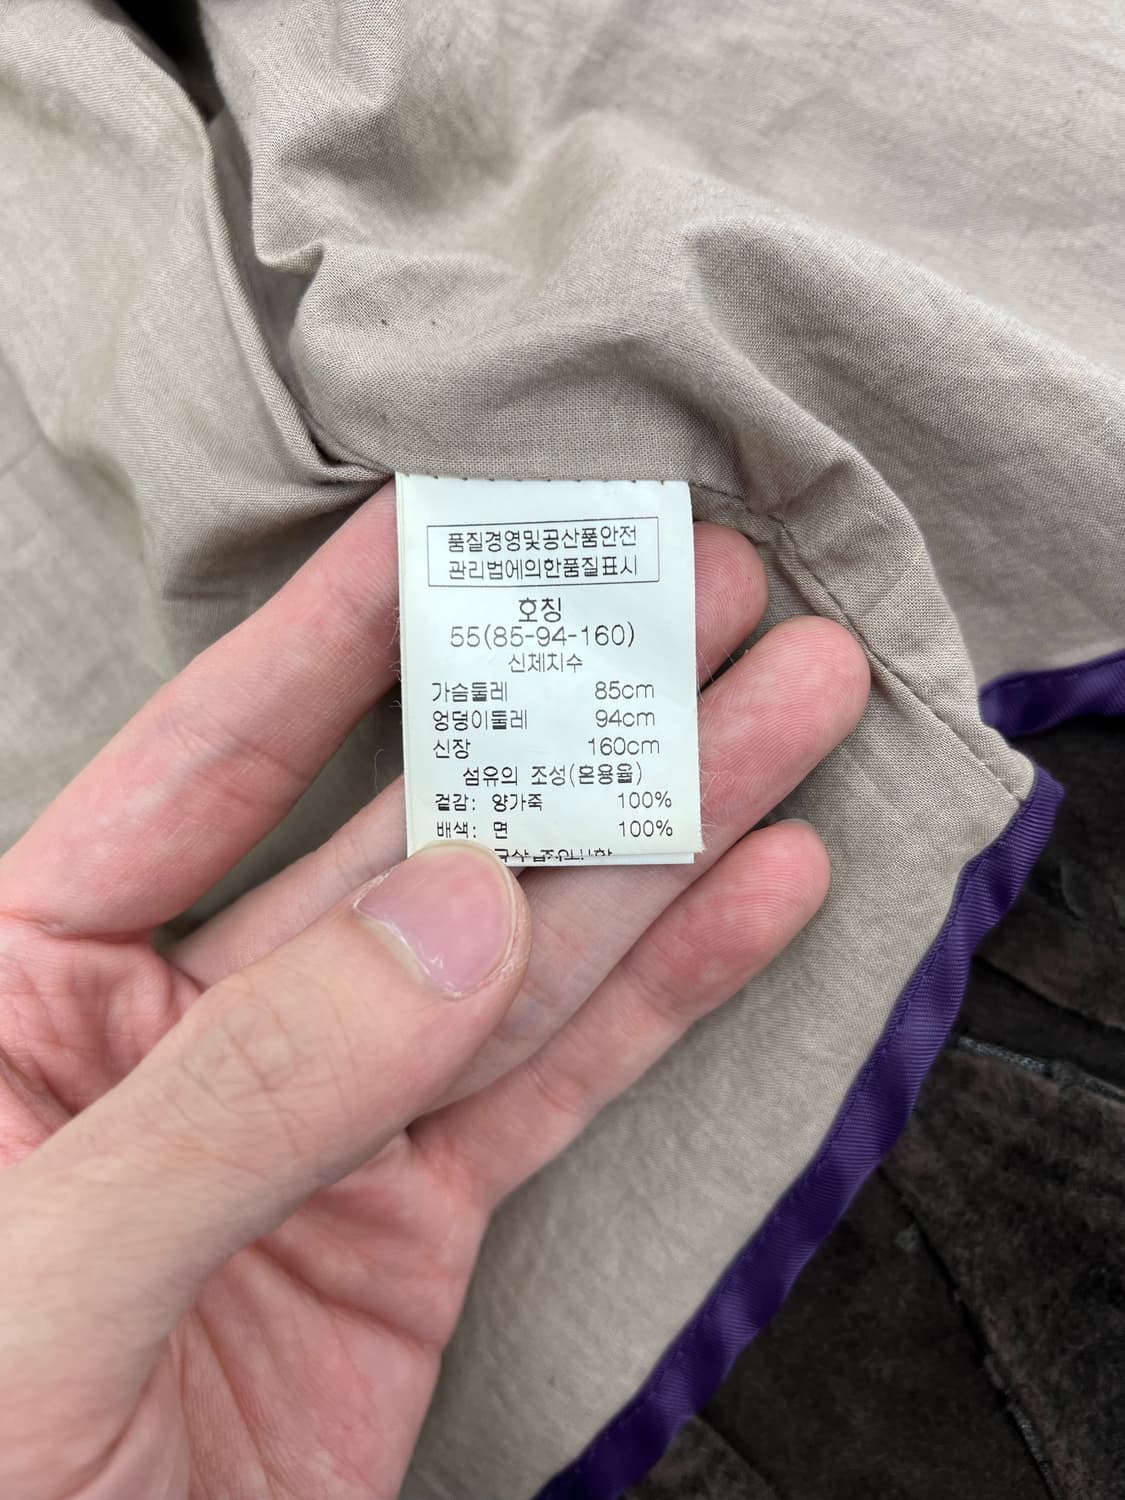 품질경영및공산품안전
관리법에의한품질표시
호칭
55(85-94-160)
신체치수
가슴둘레 85cm
엉덩이둘레 94cm
신장 160cm
섬유의 조성(혼용율)
겉감: 양가죽 100%
배색: 면 100%